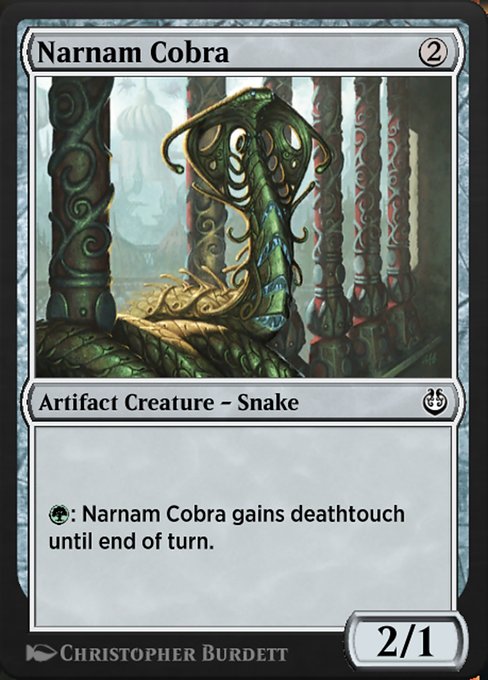 Narnam Cobra 2
Artifact Creature – Snake
: Narnam Cobra gains deathtouch
until end of turn.
2/1
Christopher Burdett